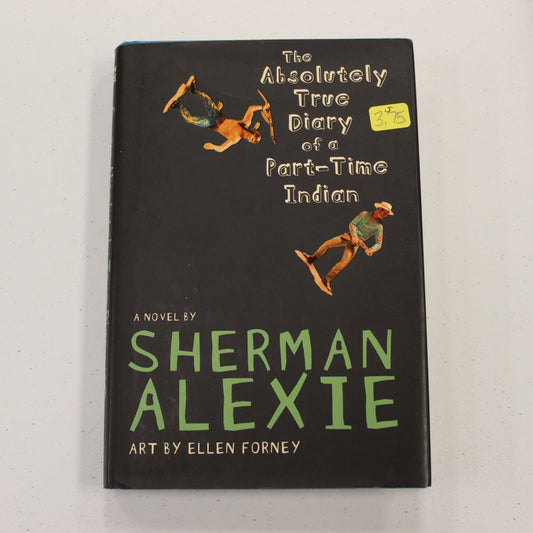 The
Absolutely
True
Diary
of a
Part-Time
Indian
3.75
A NOVEL BY
SHERMAN
ALEXIE
ART BY ELLEN FORNEY